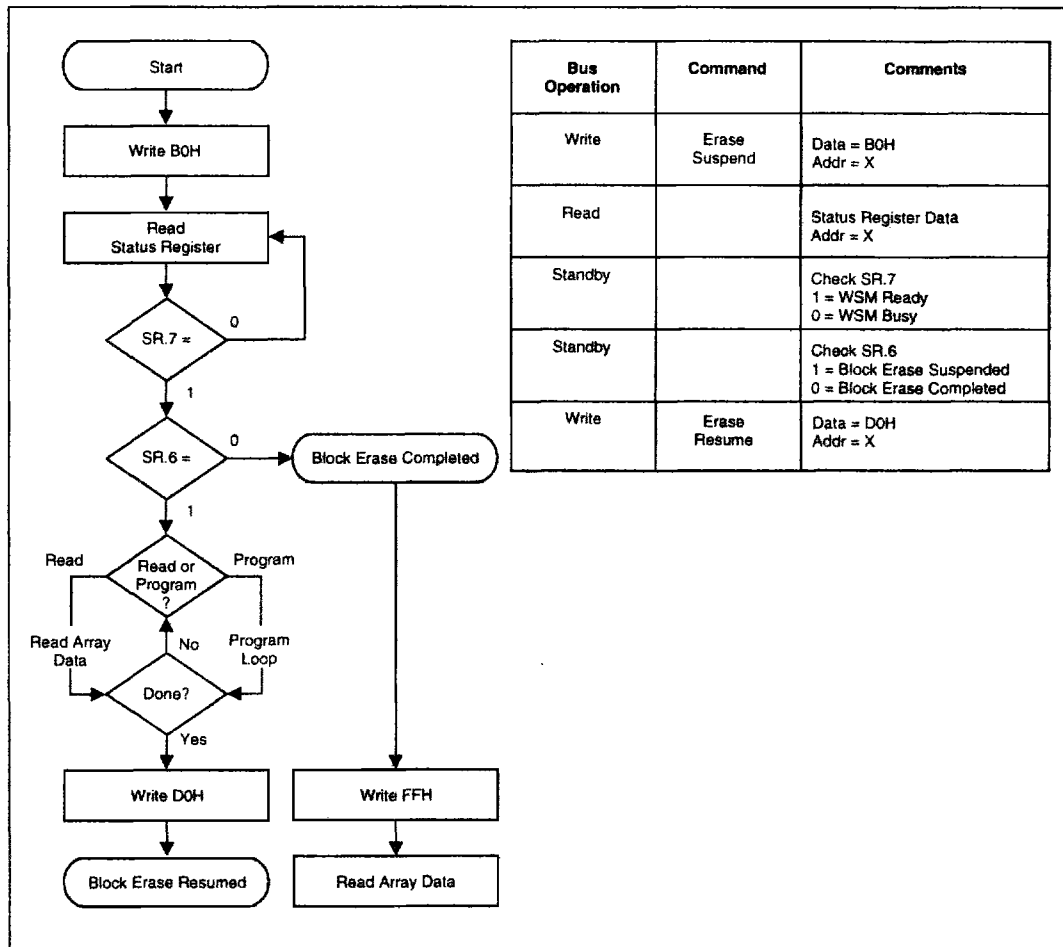 Start
Write B0H
Read
Status Register
0
SR.7 =
1
0
SR.6 =
Block Erase Completed
1
Read
Program
Read or
Program
?
No
Read Array
Data
Program
Loop
Done?
Yes
Write D0H
Write FFH
Block Erase Resumed
Read Array Data
Bus
Operation
Command
Comments
Write
Erase
Suspend
Data = B0H
Addr = X
Read
Status Register Data
Addr = X
Standby
Check SR.7
1 = WSM Ready
0 = WSM Busy
Standby
Check SR.6
1 = Block Erase Suspended
0 = Block Erase Completed
Write
Erase
Resume
Data = D0H
Addr = X